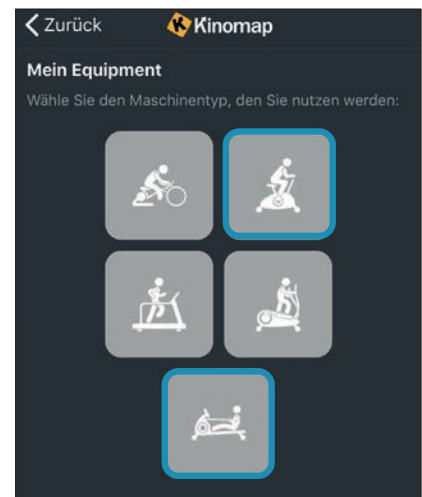 Zurück
Kinomap
Mein Equipment
Wähle Sie den Maschinentyp, den Sie nutzen werden: